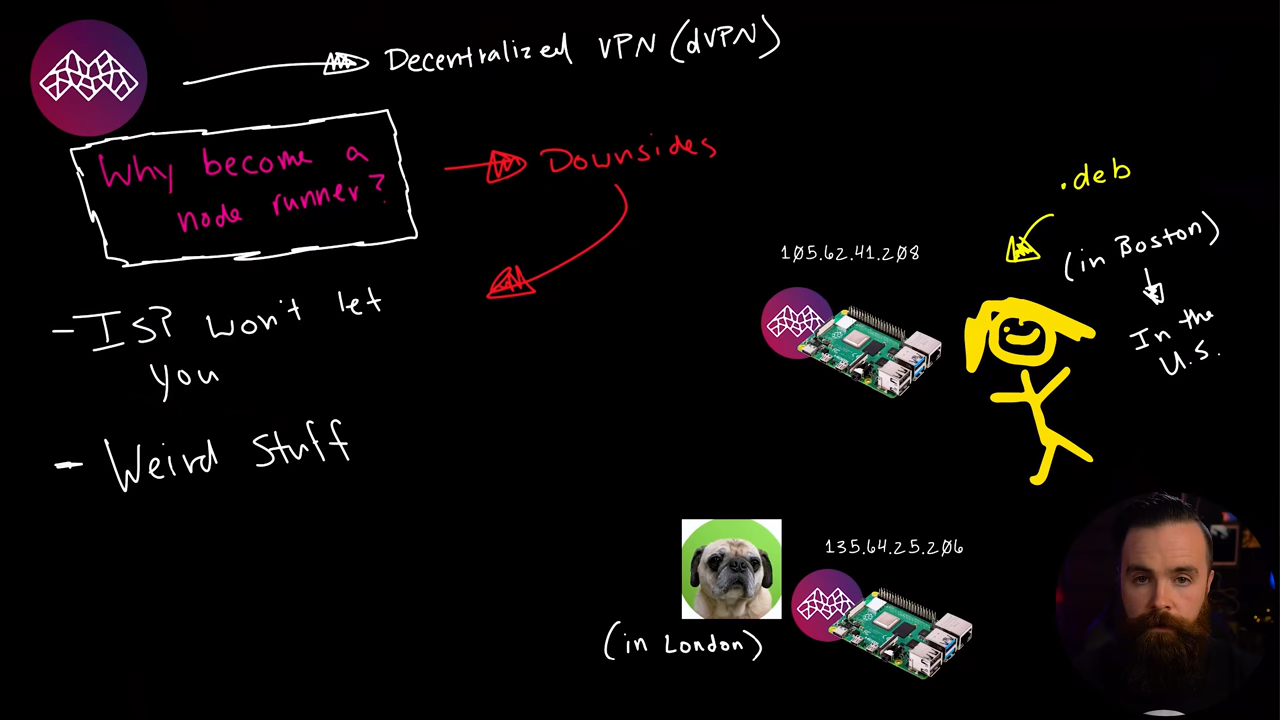 Decentralized VPN (dVPN)
Why become a
node runner?
Downsides
.deb
(in Boston)
In the
U.S.
105.62.41.208
- ISP won't let
you
- Weird Stuff
135.64.25.206
(in London)